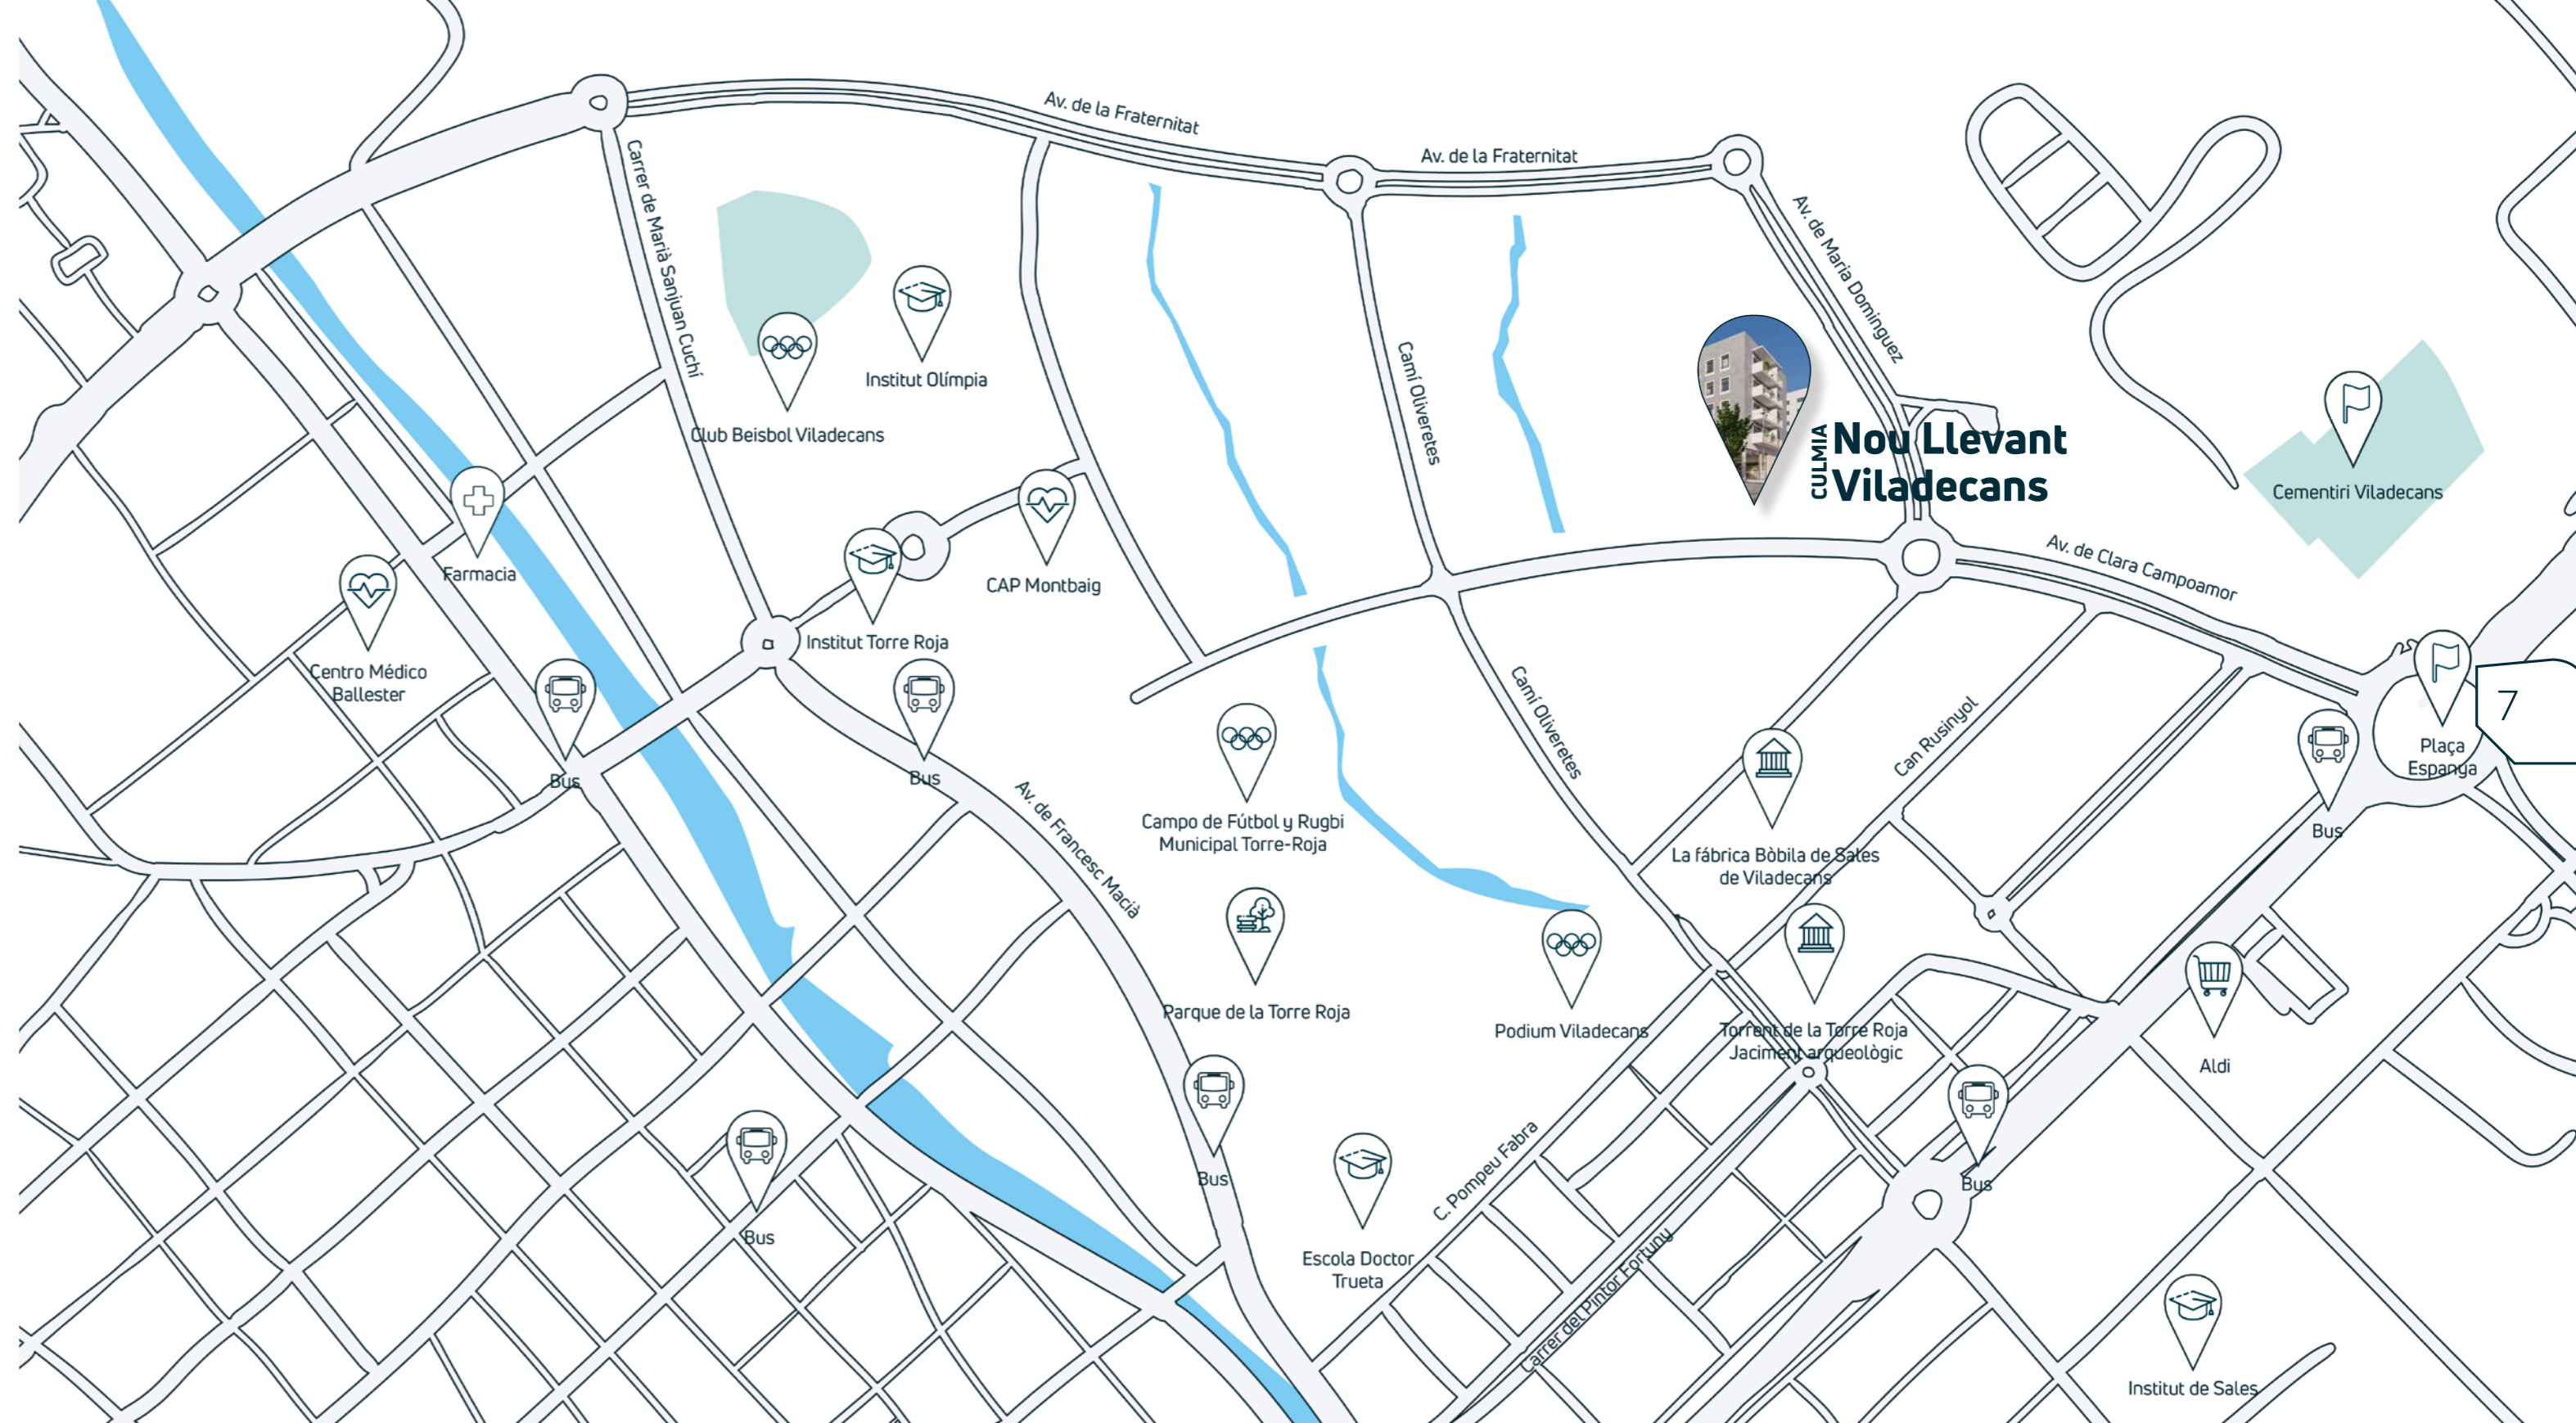 Av. de la Fraternitat
Av. de la Fraternitat
Carrer de Marià Sanjuan Cuchí
Av. de Maria Dominguez
Institut Olímpia
Club Beisbol Viladecans
Camí Oliveretes
CULMIA
Nou Llevant
Viladecans
Cementiri Viladecans
Farmacia
CAP Montbaig
Av. de Clara Campoamor
Institut Torre Roja
Centro Médico
Ballester
Bus
Bus
Camí Oliveretes
Can Rusinyol
7
Plaça
Espanya
Bus
Av. de Francesc Macià
Campo de Fútbol y Rugbi
Municipal Torre-Roja
La fábrica Bòbila de Sales
de Viladecans
Parque de la Torre Roja
Podium Viladecans
Torrent de la Torre Roja
Jaciment arqueològic
Aldi
Bus
Bus
Bus
C. Pompeu Fabra
Escola Doctor
Trueta
Carrer del Pintor Fortuny
Institut de Sales